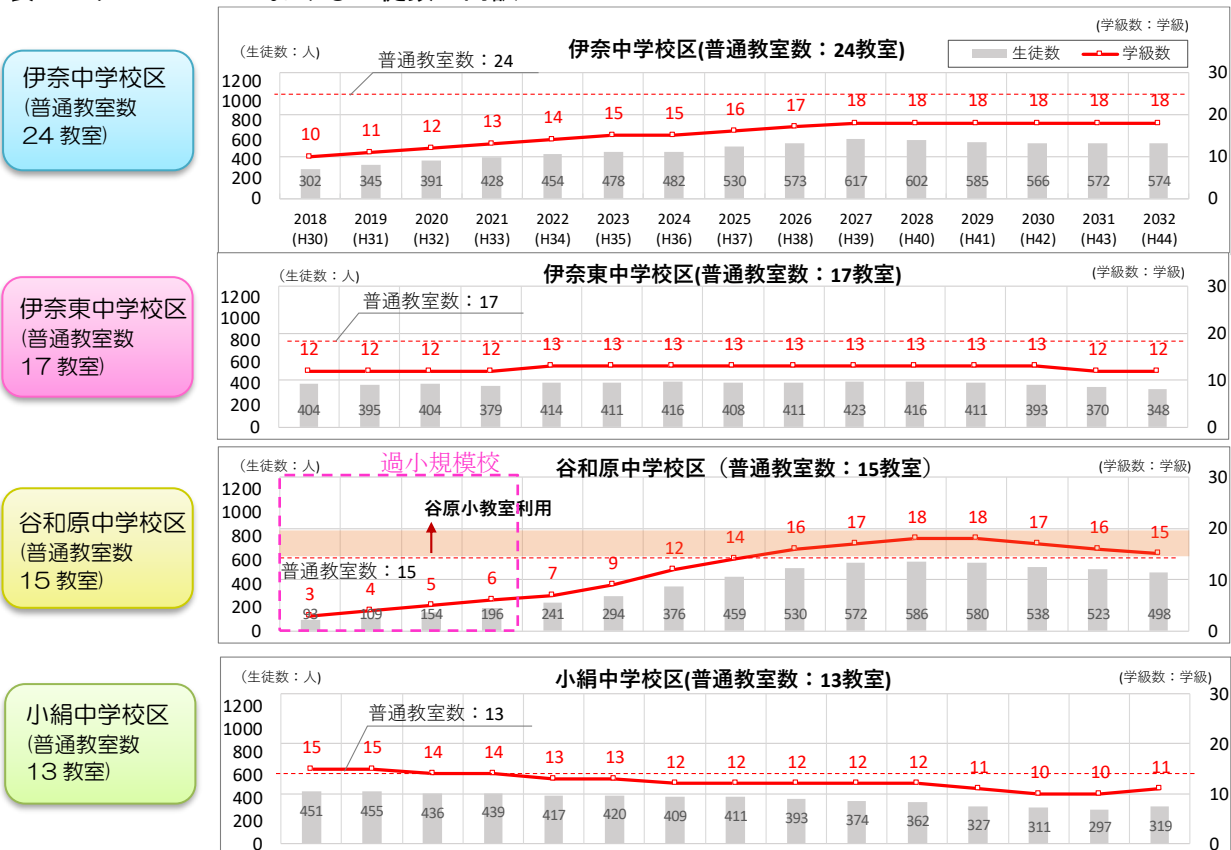 伊奈中学校区
(普通教室数
24 教室)
(生徒数：人)
伊奈中学校区(普通教室数：24教室)
(学級数：学級)
生徒数 学級数
普通教室数：24
1200
1000
800
600
400
200
0
30
20
10
0
10 11 12 13 14 15 15 16 17 18 18 18 18 18 18
302 345 391 428 454 478 482 530 573 617 602 585 566 572 574
2018 2019 2020 2021 2022 2023 2024 2025 2026 2027 2028 2029 2030 2031 2032
(H30) (H31) (H32) (H33) (H34) (H35) (H36) (H37) (H38) (H39) (H40) (H41) (H42) (H43) (H44)
伊奈東中学校区
(普通教室数
17 教室)
(生徒数：人)
伊奈東中学校区(普通教室数：17教室)
(学級数：学級)
普通教室数：17
1200
1000
800
600
400
200
0
30
20
10
0
12 12 12 12 13 13 13 13 13 13 13 13 13 12 12
404 395 404 379 414 411 416 408 411 423 416 411 393 370 348
谷和原中学校区
(普通教室数
15 教室)
(生徒数：人)
過小規模校
谷和原中学校区（普通教室数：15教室）
(学級数：学級)
谷原小教室利用
普通教室数：15
1200
1000
800
600
400
200
0
30
20
10
0
3 4 5 6 7 9 12 14 16 17 18 18 17 16 15
93 109 154 196 241 294 376 459 530 572 586 580 538 523 498
小絹中学校区
(普通教室数
13 教室)
(生徒数：人)
小絹中学校区(普通教室数：13教室)
(学級数：学級)
普通教室数：13
1200
1000
800
600
400
200
0
30
20
10
0
15 15 14 14 13 13 12 12 12 12 12 11 10 10 11
451 455 436 439 417 420 409 411 393 374 362 327 311 297 319